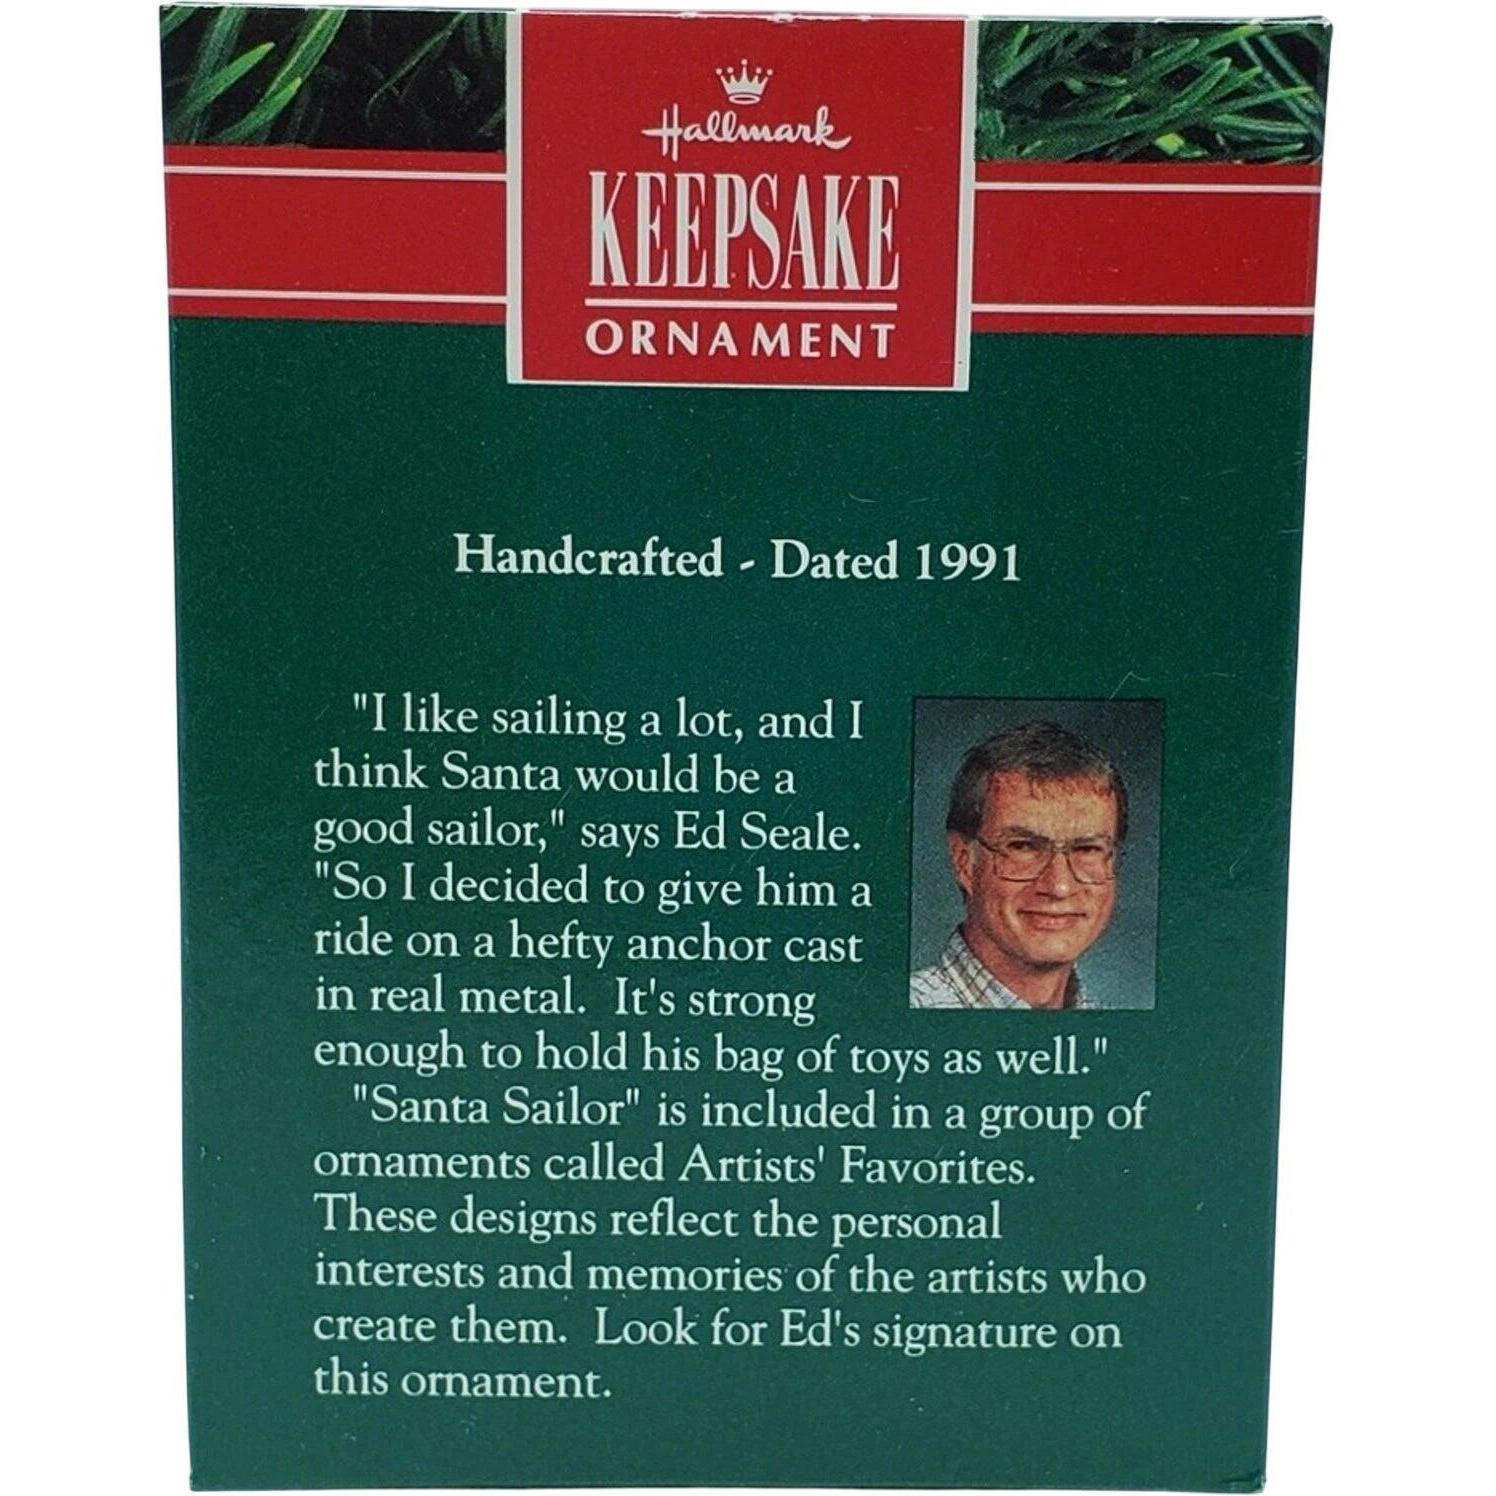 Hallmark
KEEPSAKE
ORNAMENT
Handcrafted - Dated 1991
"I like sailing a lot, and I
think Santa would be a
good sailor," says Ed Seale.
"So I decided to give him a
ride on a hefty anchor cast
in real metal. It's strong
enough to hold his bag of toys as well."
"Santa Sailor" is included in a group of
ornaments called Artists' Favorites.
These designs reflect the personal
interests and memories of the artists who
create them. Look for Ed's signature on
this ornament.